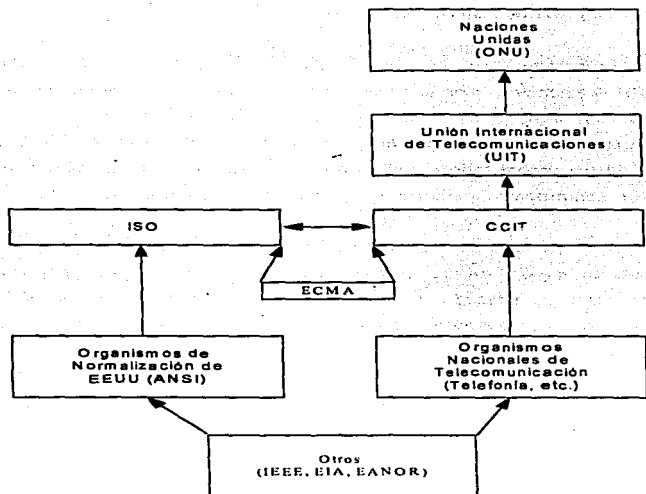 Naciones
Unidas
(ONU)
Unión Internacional
de Telecomunicaciones
(UIT)
ISO
CCIT
ECMA
Organismos de
Normalización de
EEUU (ANSI)
Organismos
Nacionales de
Telecomunicación
(Telefonía, etc.)
Otros
(IEEE, EIA, EANOR)